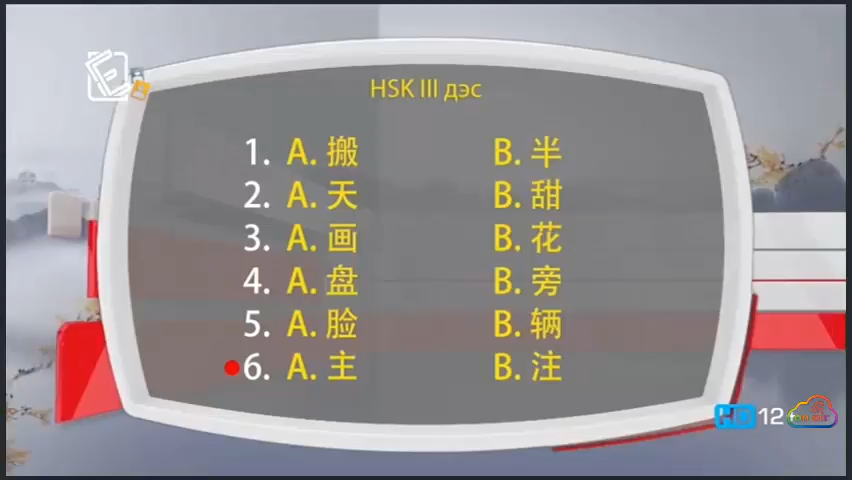 HSK III дэс
1. A. 搬 B. 半
2. A. 天 B. 甜
3. A. 画 B. 花
4. A. 盘 B. 旁
5. A. 脸 B. 辆
6. A. 主 B. 注
HD 12+